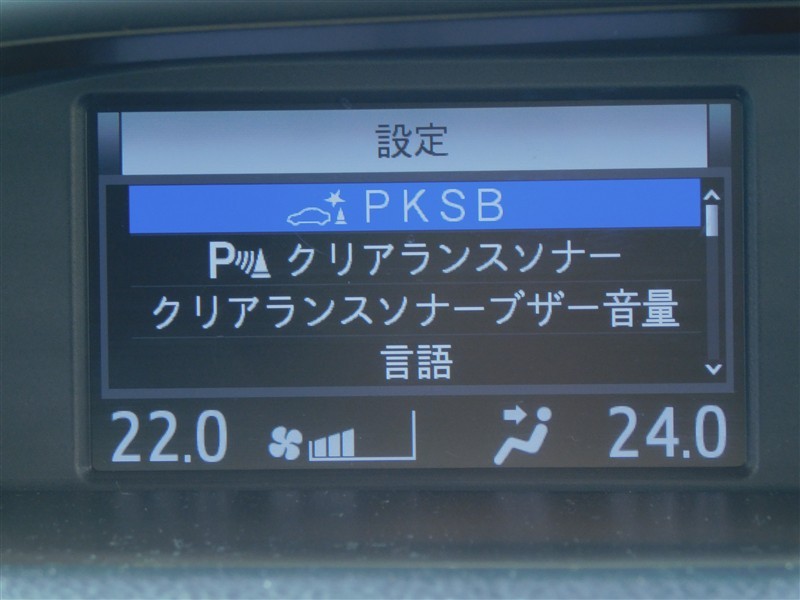 設定
PKSB
P クリアランスソナー
クリアランスソナーブザー音量
言語
22.0 24.0